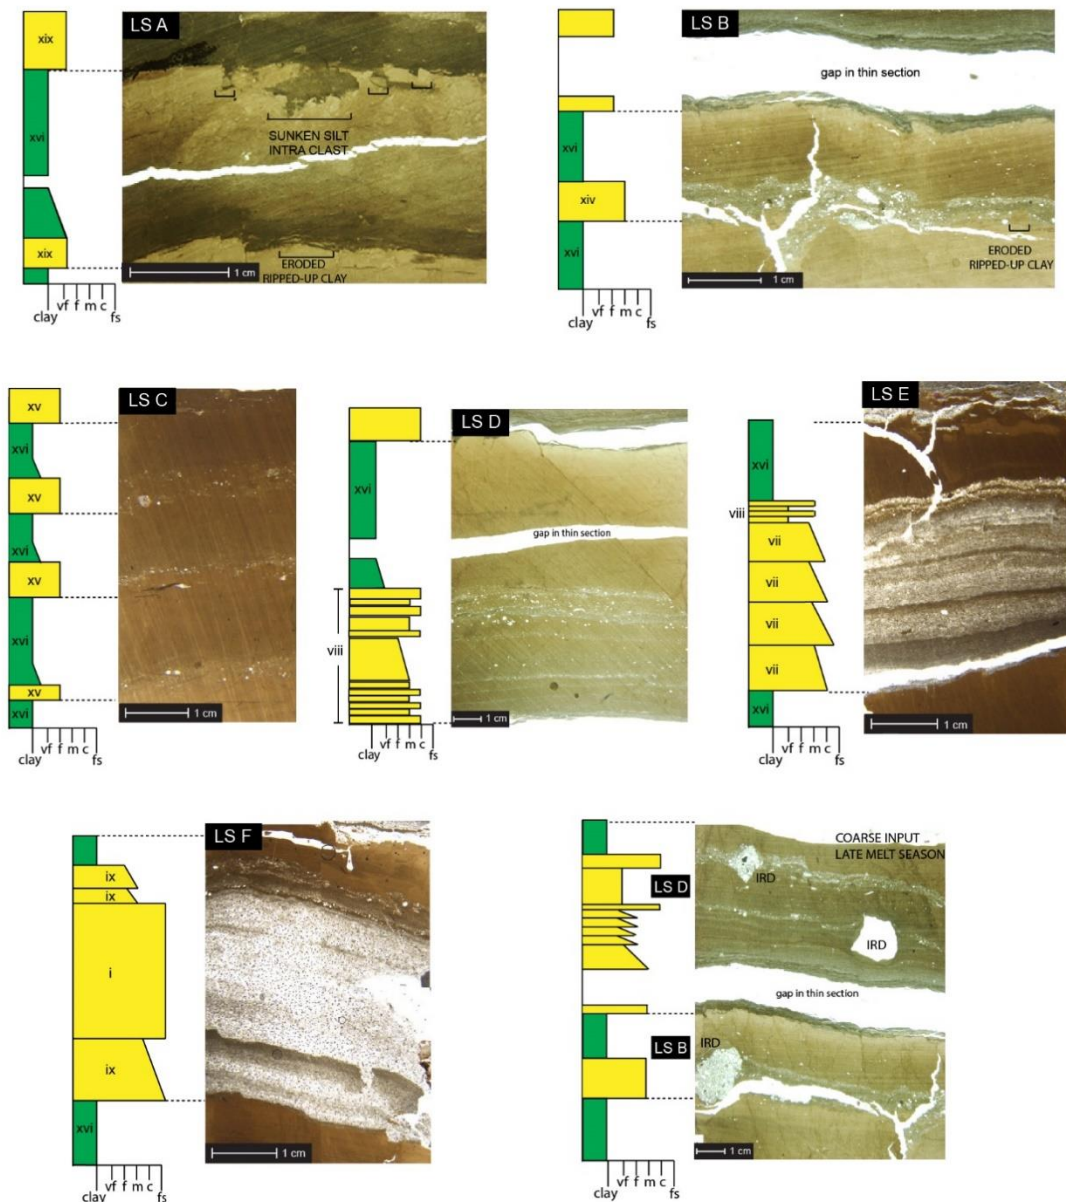 LS A
xix
xvi
xix
SUNKEN SILT
INTRA CLAST
ERODED
RIPPED-UP CLAY
1 cm
clay vf f m c fs
LS B
gap in thin section
xvi
xiv
xvi
ERODED
RIPPED-UP CLAY
1 cm
clay vf f m c fs
LS C
xv
xvi
xv
xvi
xv
xvi
xv
xvi
1 cm
clay vf f m c fs
LS D
xvi
gap in thin section
viii
1 cm
clay vf f m c fs
LS E
xvi
viii
vii
vii
vii
vii
xvi
1 cm
clay vf f m c fs
LS F
ix
ix
i
ix
xvi
1 cm
clay vf f m c fs
COARSE INPUT
LATE MELT SEASON
IRD
LS D
IRD
gap in thin section
IRD
LS B
1 cm
clay vf f m c fs